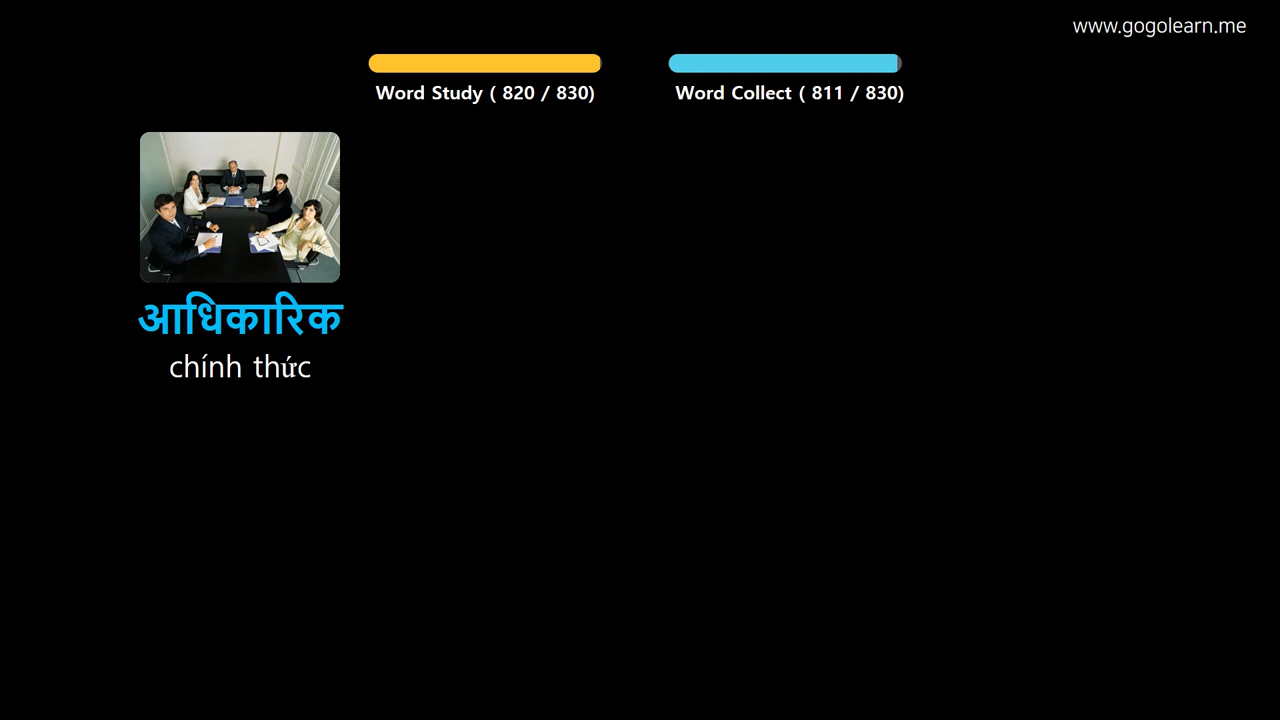 www.gogolearn.me
Word Study ( 820 / 830)
Word Collect ( 811 / 830)
आधिकारिक
chính thức